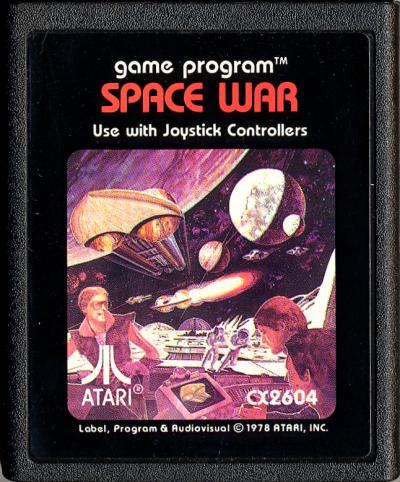 game program™
SPACE WAR
Use with Joystick Controllers
ATARI®
CX2604
Label, Program & Audiovisual © 1978 ATARI, INC.